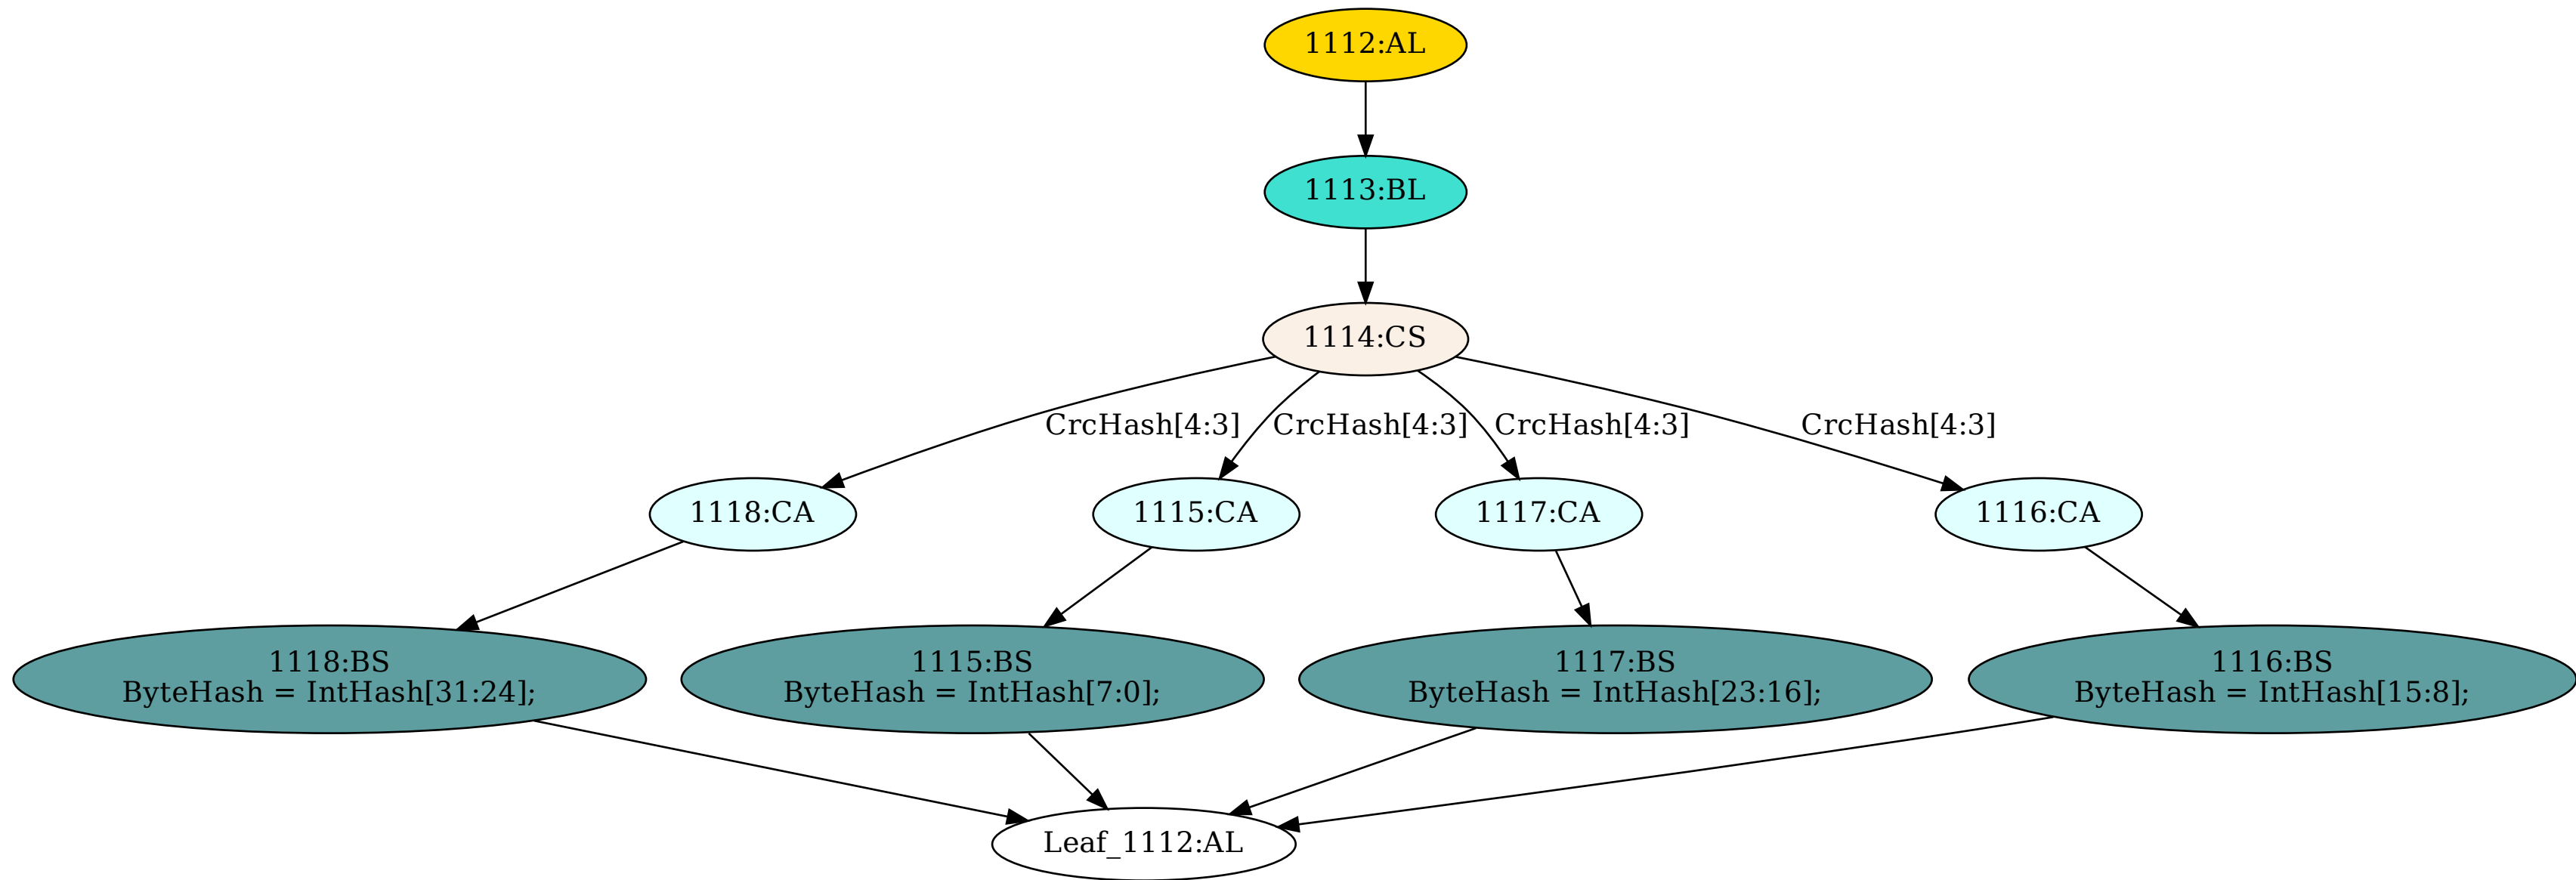 1112:AL
1113:BL
1114:CS
CrcHash[4:3]
CrcHash[4:3]
CrcHash[4:3]
CrcHash[4:3]
1118:CA
1115:CA
1117:CA
1116:CA
1118:BS
ByteHash = IntHash[31:24];
1115:BS
ByteHash = IntHash[7:0];
1117:BS
ByteHash = IntHash[23:16];
1116:BS
ByteHash = IntHash[15:8];
Leaf_1112:AL